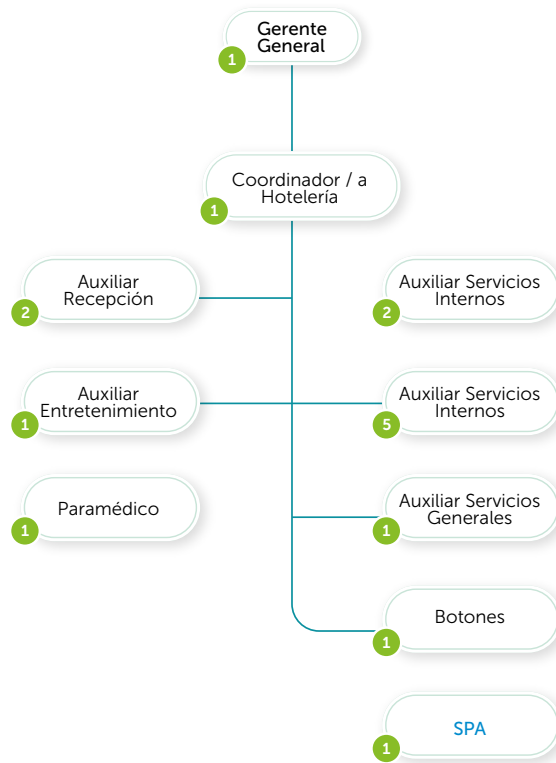 Gerente
General
1
Coordinador / a
Hotelería
1
Auxiliar
Recepción
2
Auxiliar Servicios
Internos
2
Auxiliar
Entretenimiento
1
Auxiliar Servicios
Internos
5
Paramédico
1
Auxiliar Servicios
Generales
1
Botones
1
SPA
1